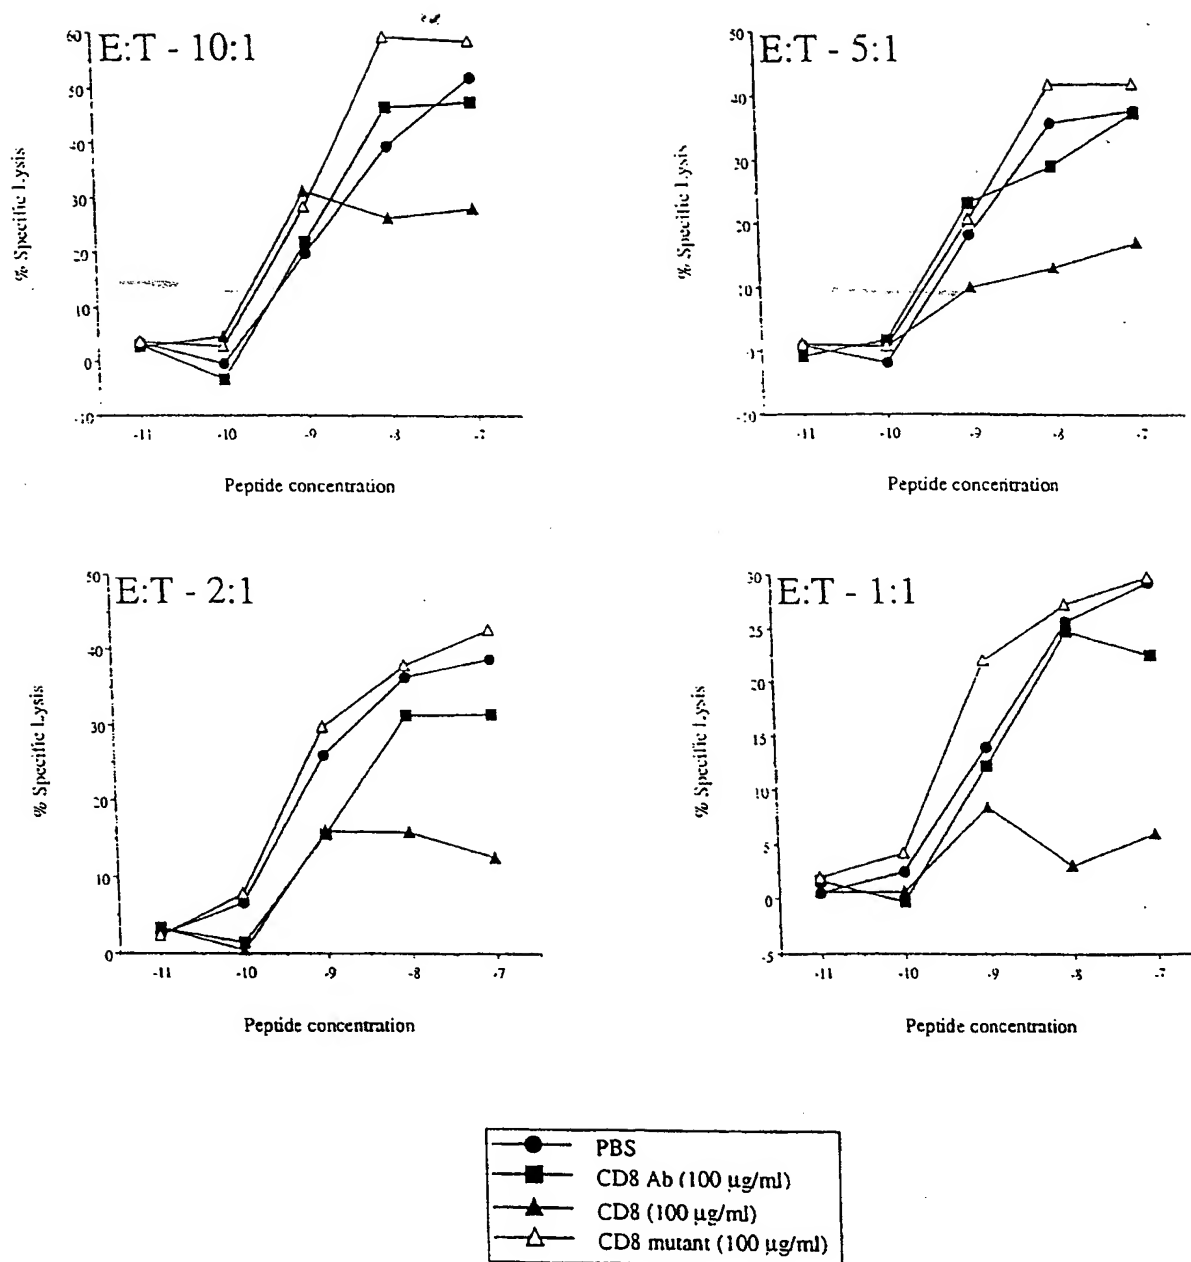 E:T - 10:1
60
50
40
30
20
10
0
-10
% Specific Lysis
-11 -10 -9 -8 -7
Peptide concentration
E:T - 5:1
50
40
30
20
10
0
-10
% Specific Lysis
-11 -10 -9 -8 -7
Peptide concentration
E:T - 2:1
50
40
30
20
10
0
% Specific Lysis
-11 -10 -9 -8 -7
Peptide concentration
E:T - 1:1
30
25
20
15
10
5
0
-5
% Specific Lysis
-11 -10 -9 -8 -7
Peptide concentration
PBS
CD8 Ab (100 µg/ml)
CD8 (100 µg/ml)
CD8 mutant (100 µg/ml)